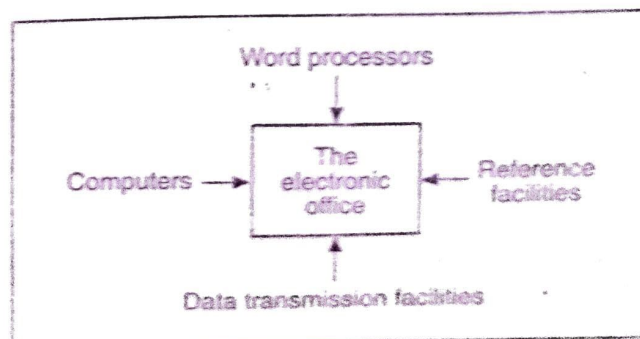 Word processors
Computers
The
electronic
office
Reference
facilities
Data transmission facilities